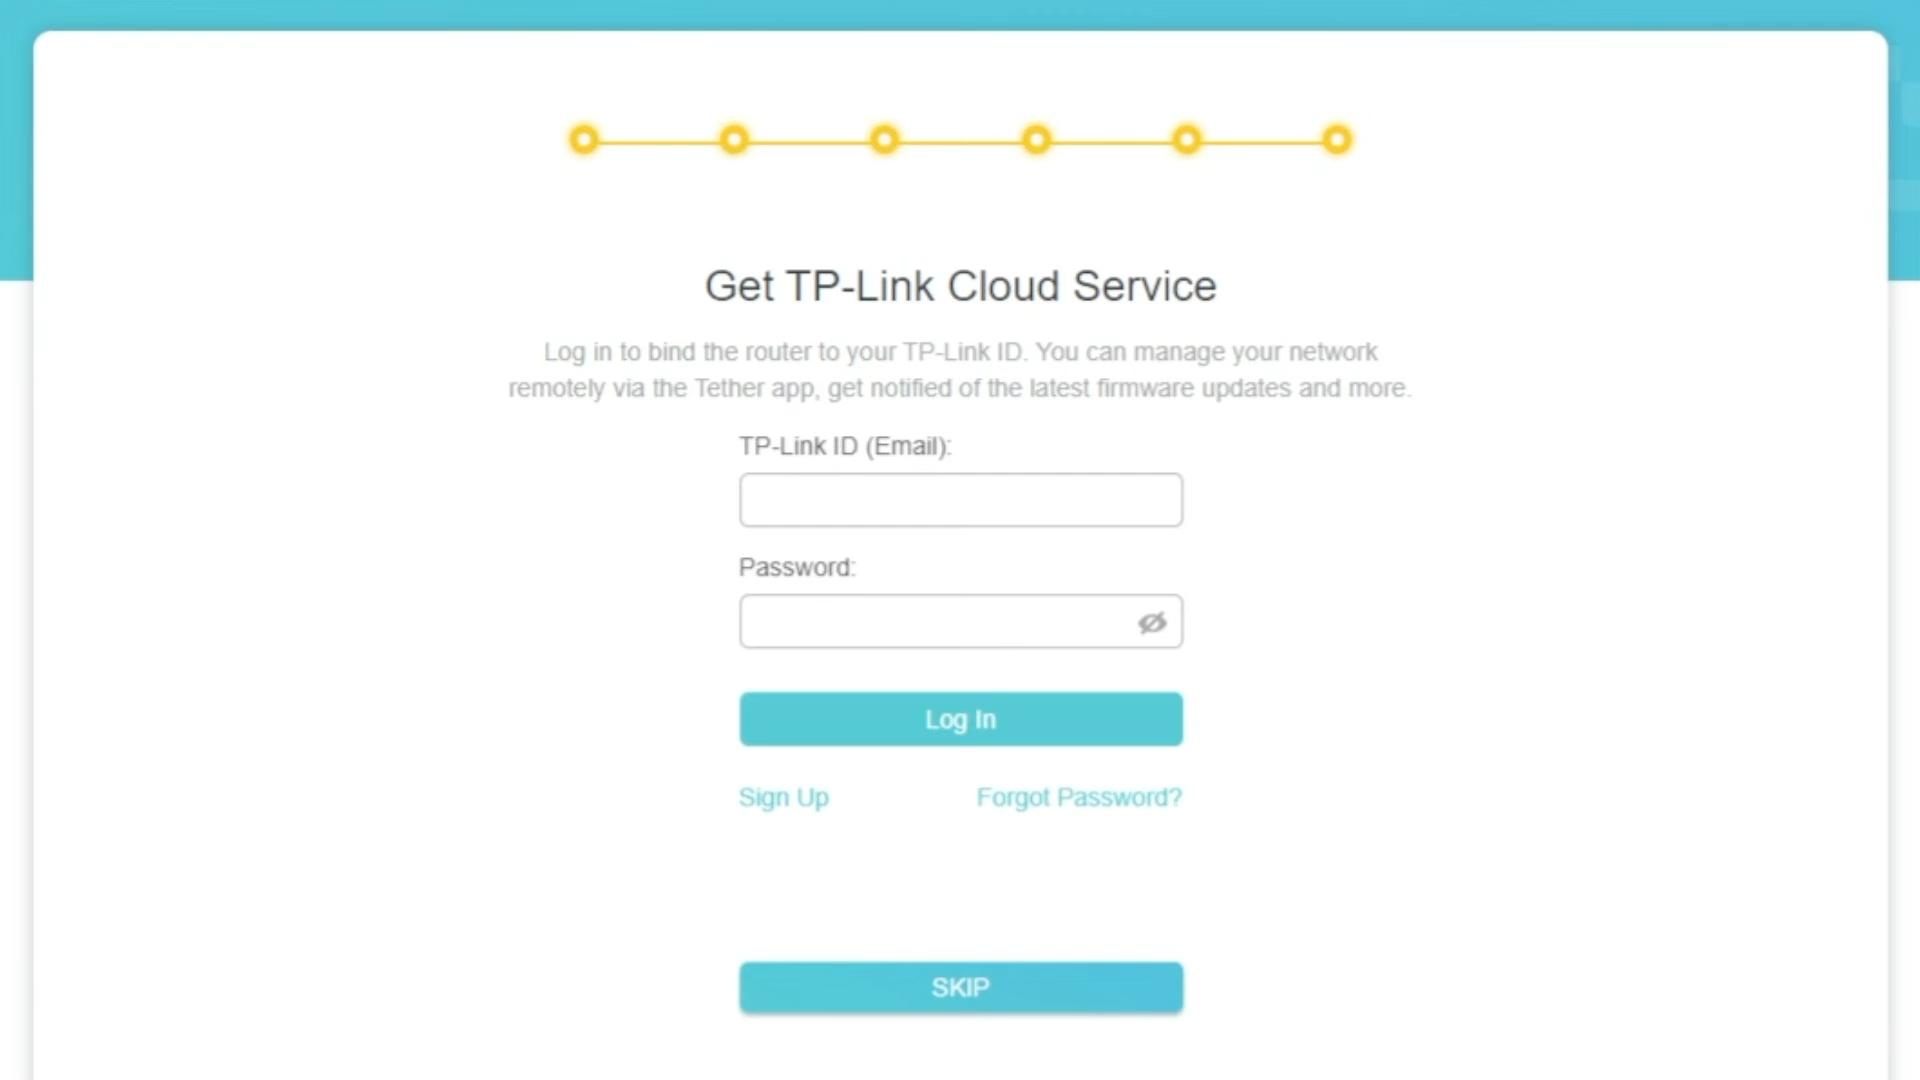 Get TP-Link Cloud Service
Log in to bind the router to your TP-Link ID. You can manage your network
remotely via the Tether app, get notified of the latest firmware updates and more.
TP-Link ID (Email):
Password:
Log In
Sign Up Forgot Password?
SKIP